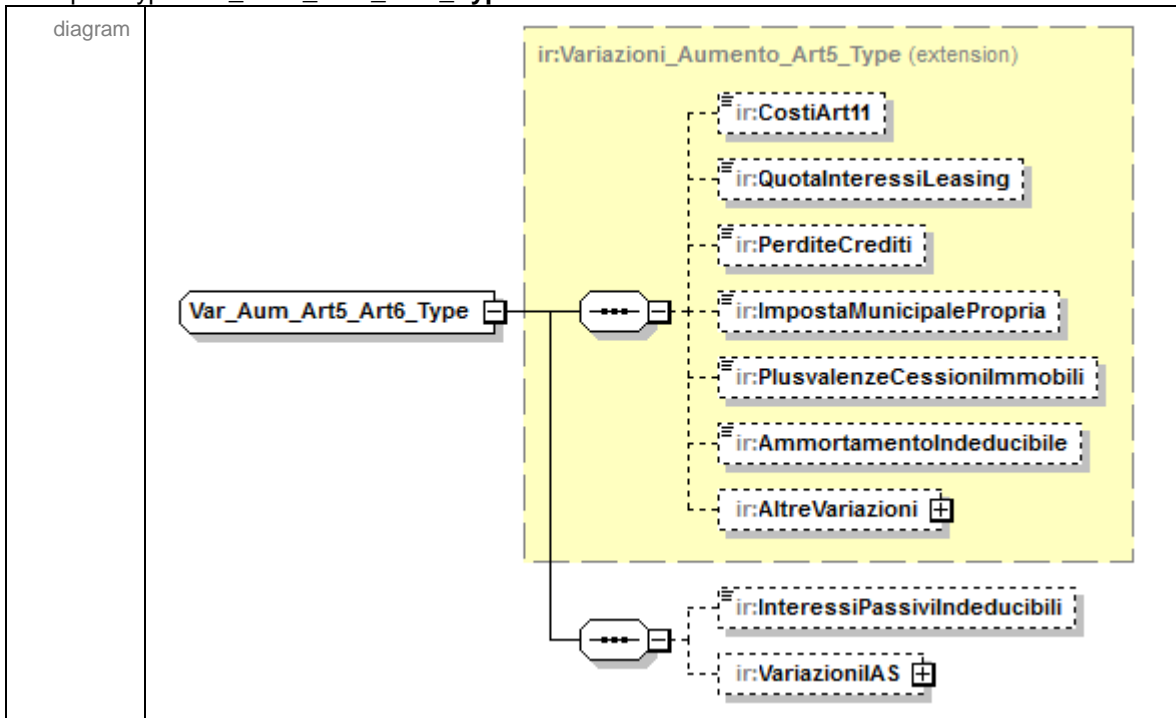 diagram
ir:Variazioni_Aumento_Art5_Type (extension)
ir:CostiArt11
ir:QuotaInteressiLeasing
ir:PerditeCrediti
Var_Aum_Art5_Art6_Type
ir:ImpostaMunicipalePropria
ir:PlusvalenzeCessioniImmobili
ir:AmmortamentoIndeducibile
ir:AltreVariazioni
ir:InteressiPassiviIndeducibili
ir:VariazioniIAS